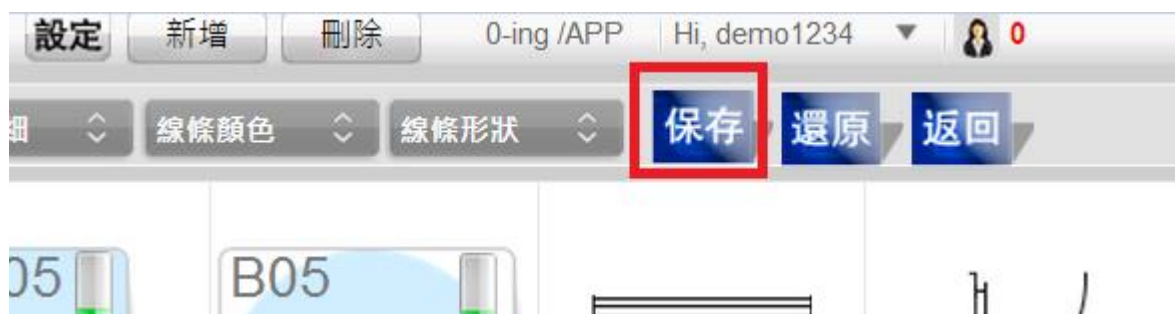 設定 新增 刪除 0-ing /APP Hi, demo1234 ▼ 0
線條顏色 線條形狀 保存 還原 返回
05 B05